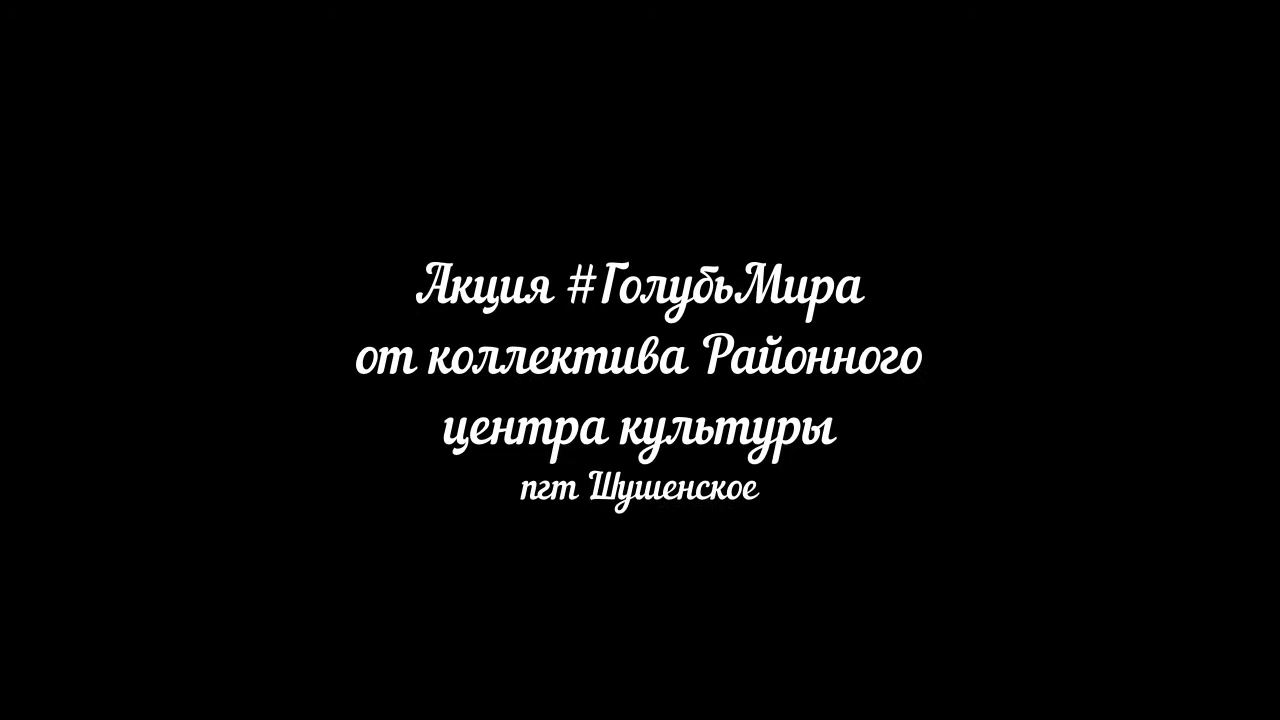 Акция #ГолубьМира
от коллектива Районного
центра культуры
пгт Шушенское